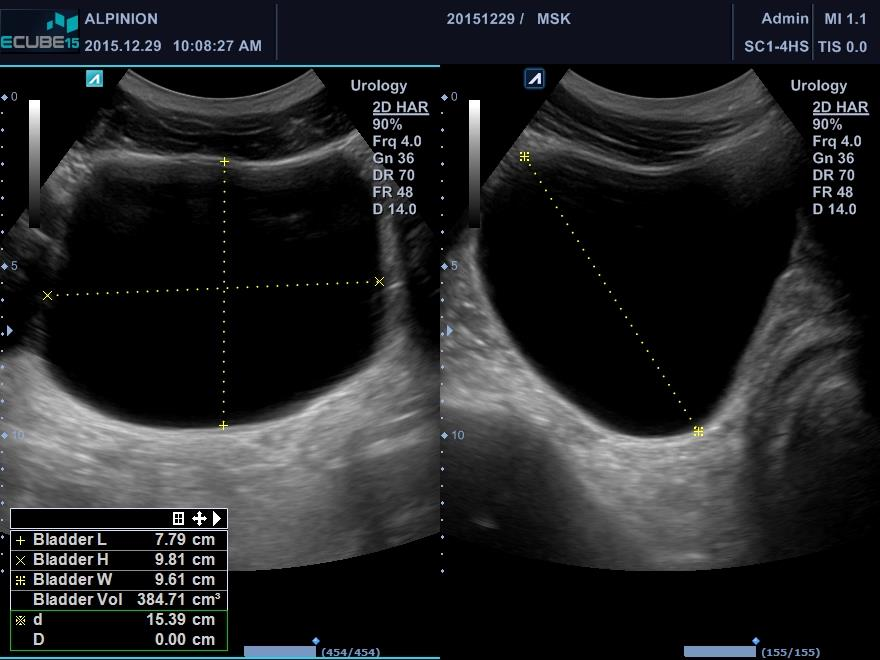 ECUBE15
ALPINION
2015.12.29 10:08:27 AM
20151229 / MSK
Admin
SC1-4HS
MI 1.1
TIS 0.0
Urology
2D HAR
90%
Frq 4.0
Gn 36
DR 70
FR 48
D 14.0
0
5
10
Urology
2D HAR
90%
Frq 4.0
Gn 36
DR 70
FR 48
D 14.0
0
5
10
Bladder L 7.79 cm
Bladder H 9.81 cm
Bladder W 9.61 cm
Bladder Vol 384.71 cm³
d 15.39 cm
D 0.00 cm
(454/454)
(155/155)